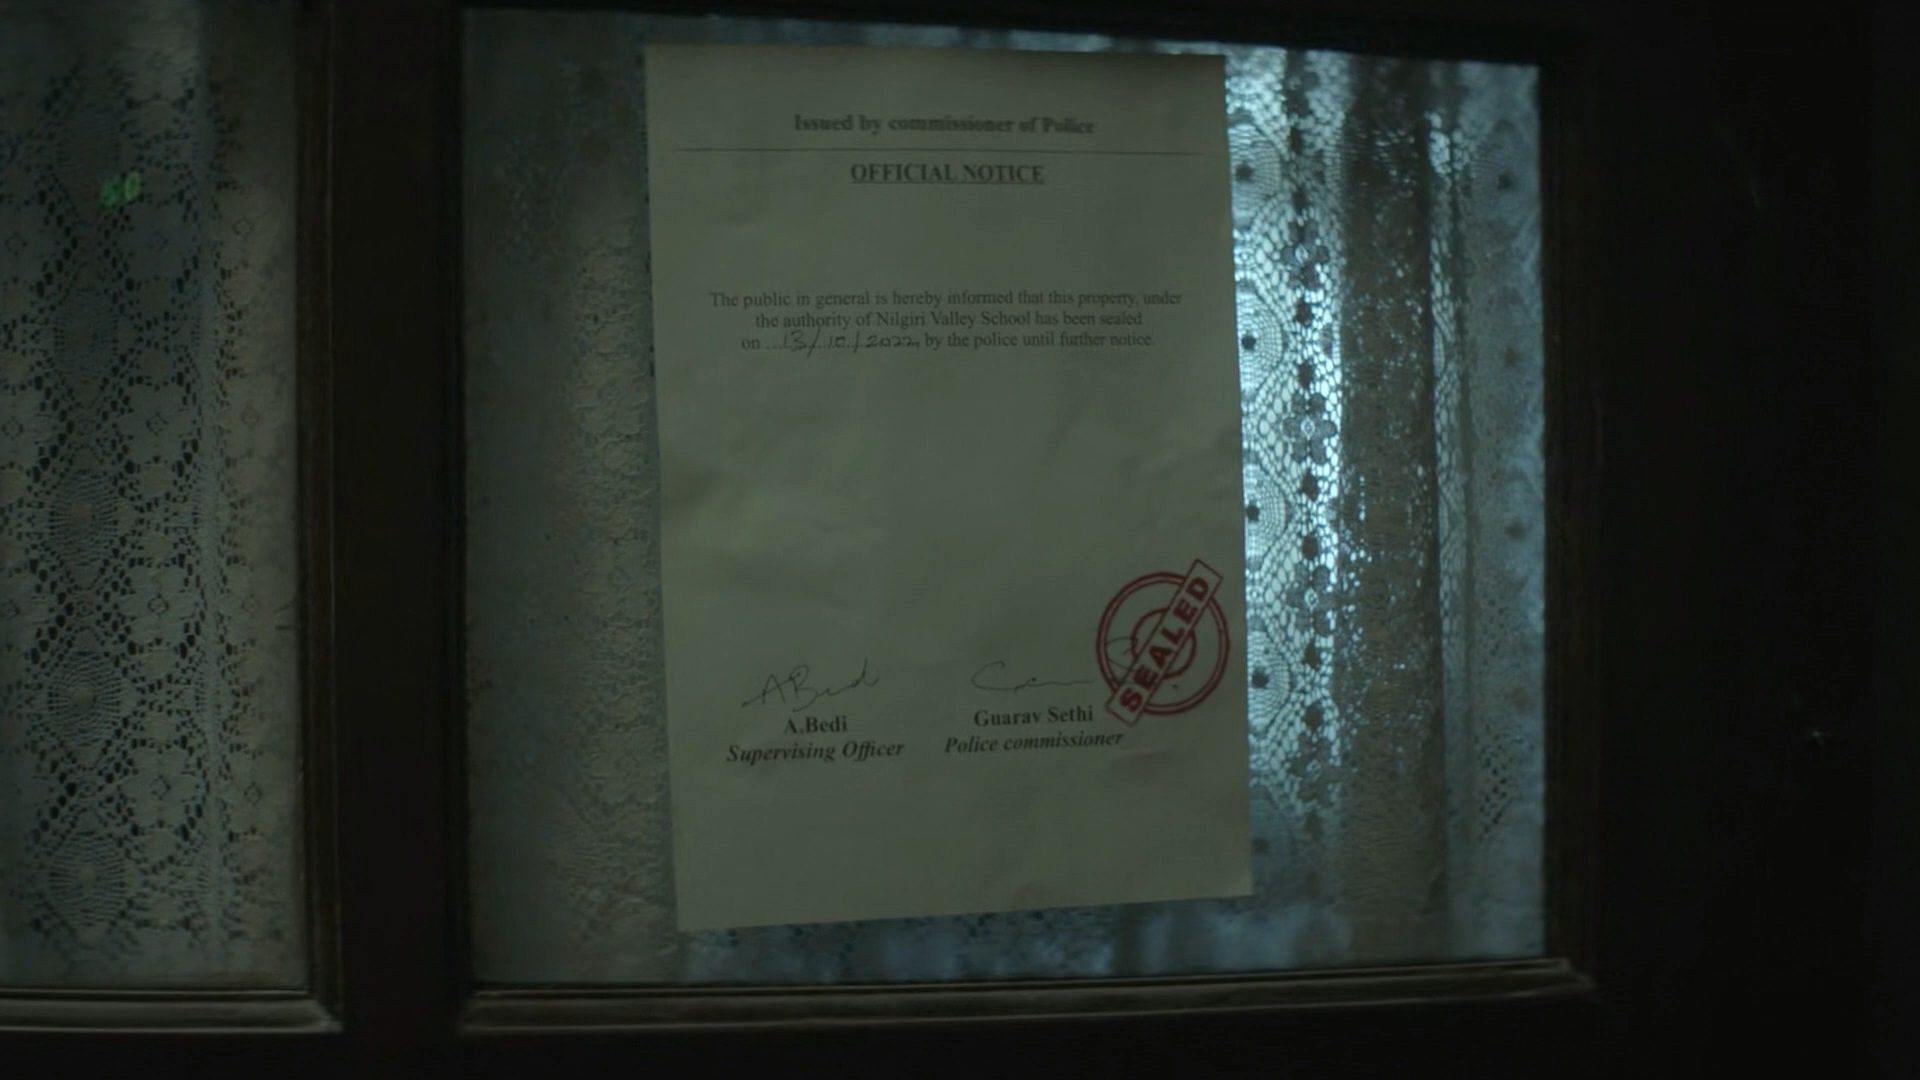 Issued by commissioner of Police
OFFICIAL NOTICE
The public in general is hereby informed that this property, under
the authority of Nilgiri Valley School has been sealed
on...13/.10./2022, by the police until further notice.
SEALED
ABedi
A.Bedi
Guarav Sethi
Supervising Officer
Police commissioner